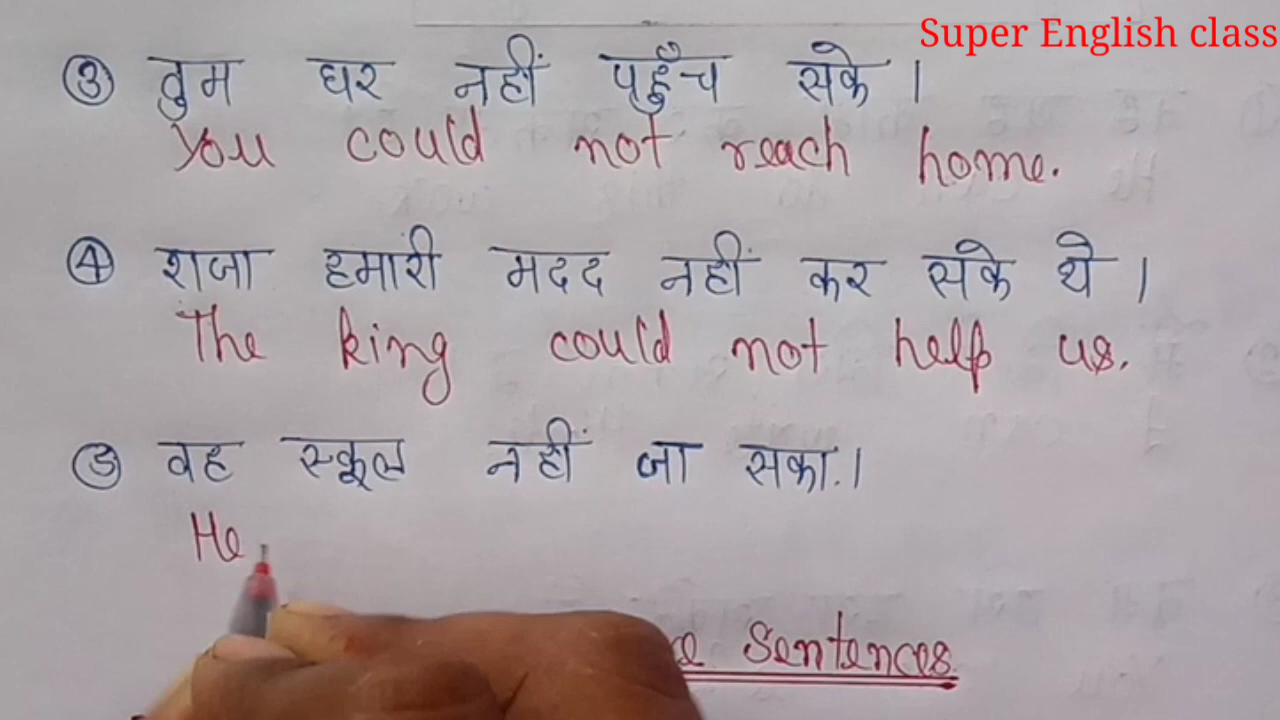 Super English class
③ तुम घर नहीं पहुँच सके ।
You could not reach home.
④ राजा हमारी मदद नहीं कर सके थे ।
The king could not help us.
⑤ वह स्कूल नहीं जा सका.।
He
Sentences